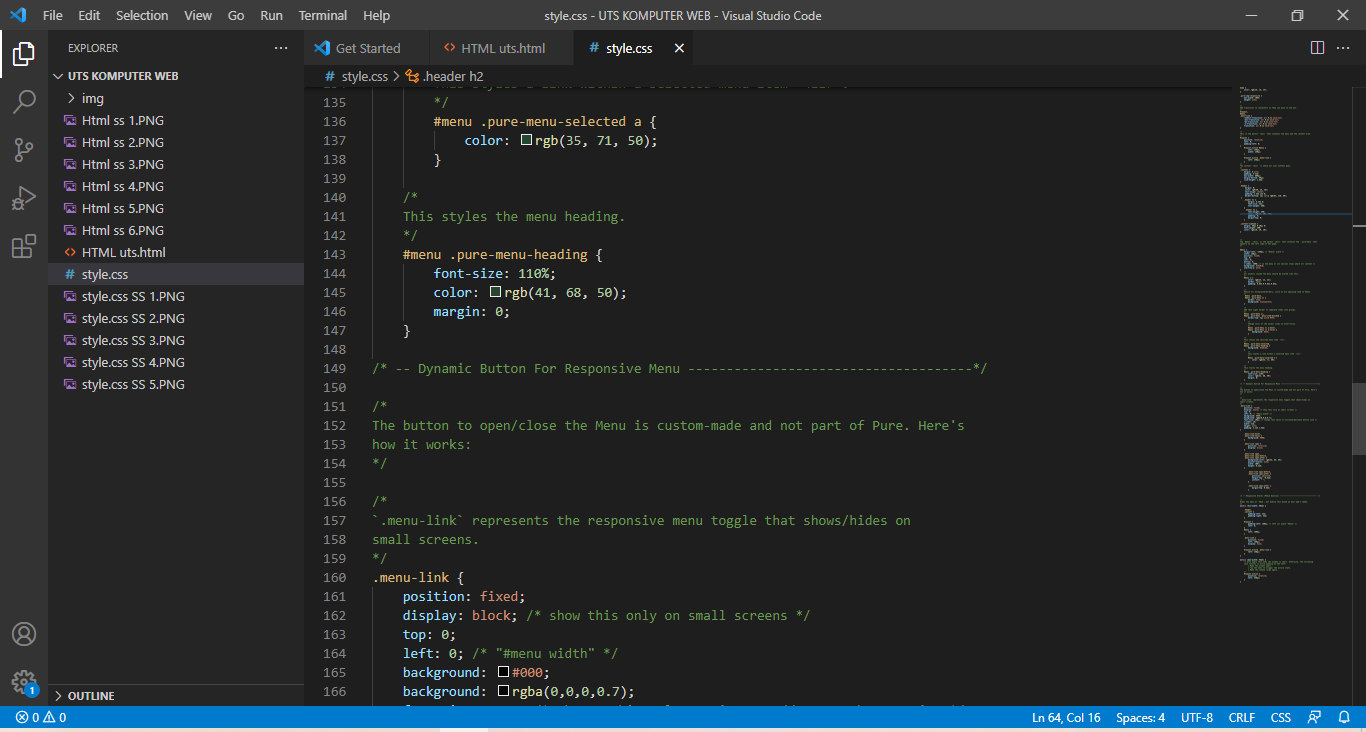 File Edit Selection View Go Run Terminal Help
style.css - UTS KOMPUTER WEB - Visual Studio Code
EXPLORER
UTS KOMPUTER WEB
img
Html ss 1.PNG
Html ss 2.PNG
Html ss 3.PNG
Html ss 4.PNG
Html ss 5.PNG
Html ss 6.PNG
HTML uts.html
# style.css
style.css SS 1.PNG
style.css SS 2.PNG
style.css SS 3.PNG
style.css SS 4.PNG
style.css SS 5.PNG
OUTLINE
Get Started
HTML uts.html
# style.css
# style.css > .header h2
135 */
136 #menu .pure-menu-selected a {
137 color: rgb(35, 71, 50);
138 }
139
140 /*
141 This styles the menu heading.
142 */
143 #menu .pure-menu-heading {
144 font-size: 110%;
145 color: rgb(41, 68, 50);
146 margin: 0;
147 }
148
149 /* -- Dynamic Button For Responsive Menu -------------------------------------*/
150
151 /*
152 The button to open/close the Menu is custom-made and not part of Pure. Here's
153 how it works:
154 */
155
156 /*
157 `.menu-link` represents the responsive menu toggle that shows/hides on
158 small screens.
159 */
160 .menu-link {
161 position: fixed;
162 display: block; /* show this only on small screens */
163 top: 0;
164 left: 0; /* "#menu width" */
165 background: #000;
166 background: rgba(0,0,0,0.7);
1
0 0
Ln 64, Col 16 Spaces: 4 UTF-8 CRLF CSS